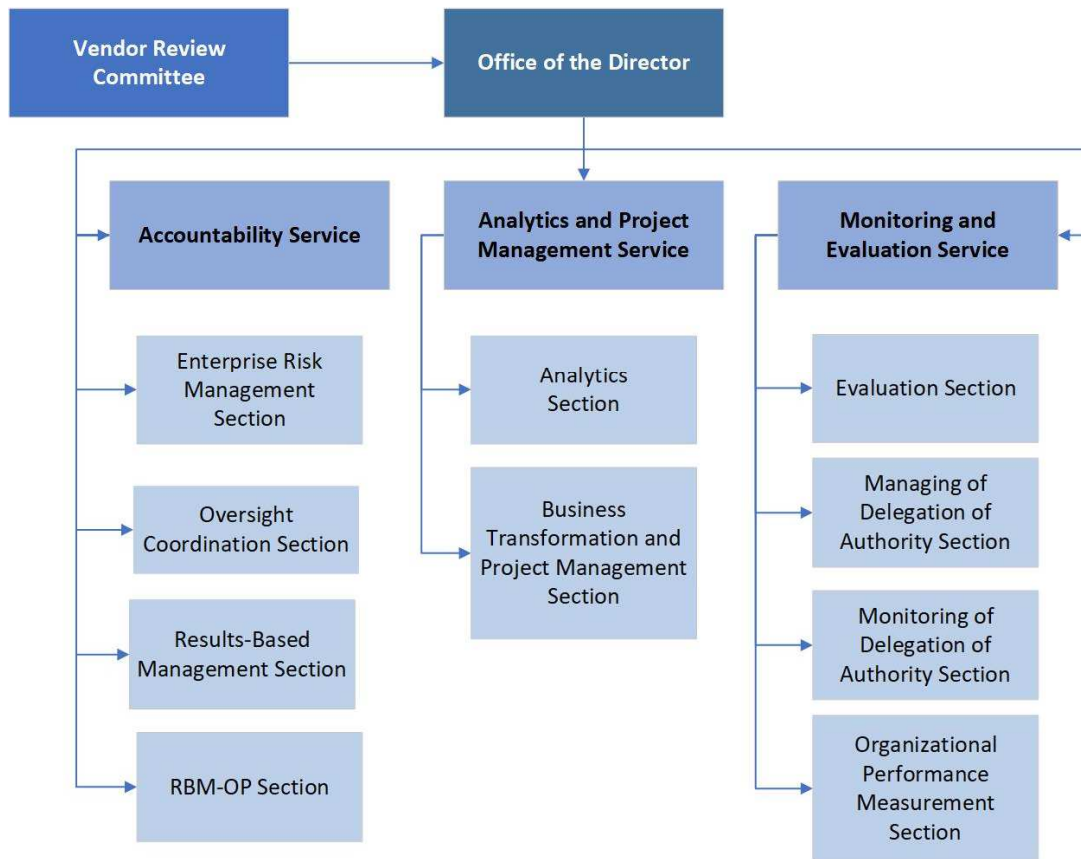 Vendor Review
Committee
Office of the Director
Accountability Service
Analytics and Project
Management Service
Monitoring and
Evaluation Service
Enterprise Risk
Management
Section
Oversight
Coordination Section
Results-Based
Management Section
RBM-OP Section
Analytics
Section
Business
Transformation and
Project Management
Section
Evaluation Section
Managing of
Delegation of
Authority Section
Monitoring of
Delegation of
Authority Section
Organizational
Performance
Measurement
Section